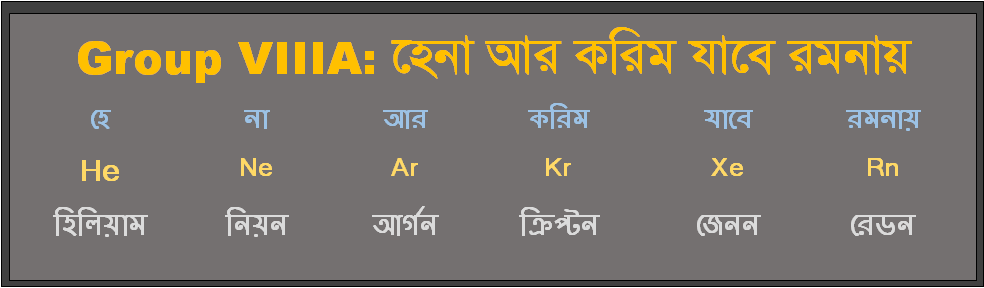 Group VIIIA: হেনা আর করিম যাবে রমনায়
হে না আর করিম যাবে রমনায়
He Ne Ar Kr Xe Rn
হিলিয়াম নিয়ন আর্গন ক্রিপ্টন জেনন রেডন